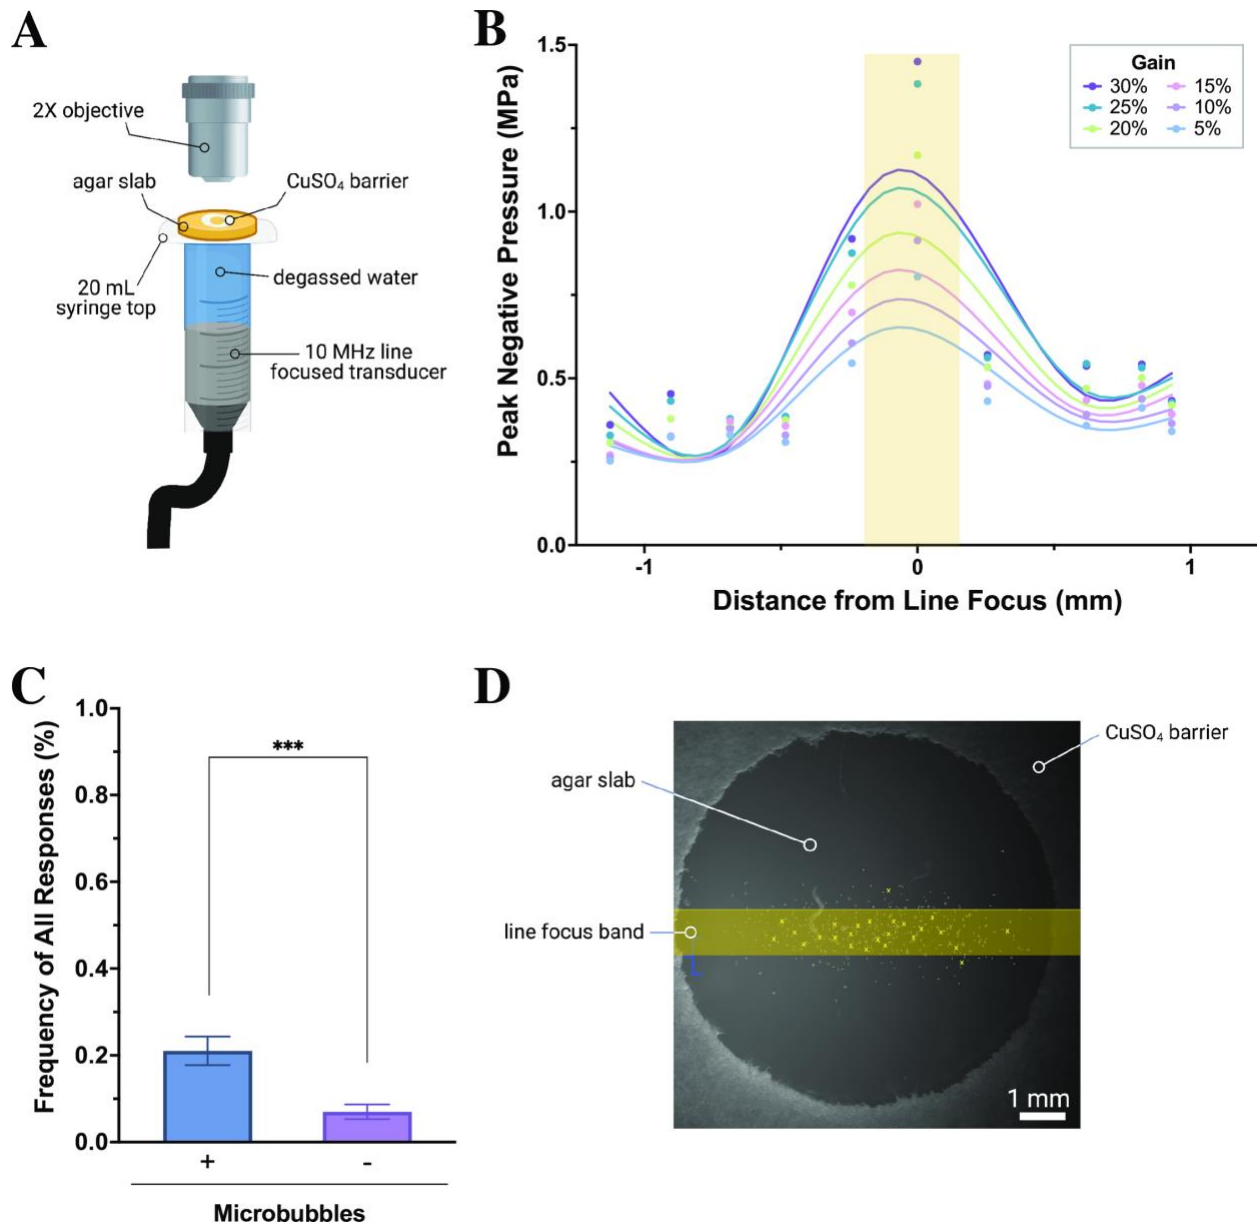 A
2X objective
agar slab
CuSO₄ barrier
20 mL
syringe top
degassed water
10 MHz line
focused transducer
B
Peak Negative Pressure (MPa)
1.5
1.0
0.5
0.0
-1
0
1
Distance from Line Focus (mm)
Gain
30%
15%
25%
10%
20%
5%
C
Frequency of All Responses (%)
1.0
0.8
0.6
0.4
0.2
0.0
***
+
-
Microbubbles
D
CuSO₄ barrier
agar slab
line focus band
1 mm